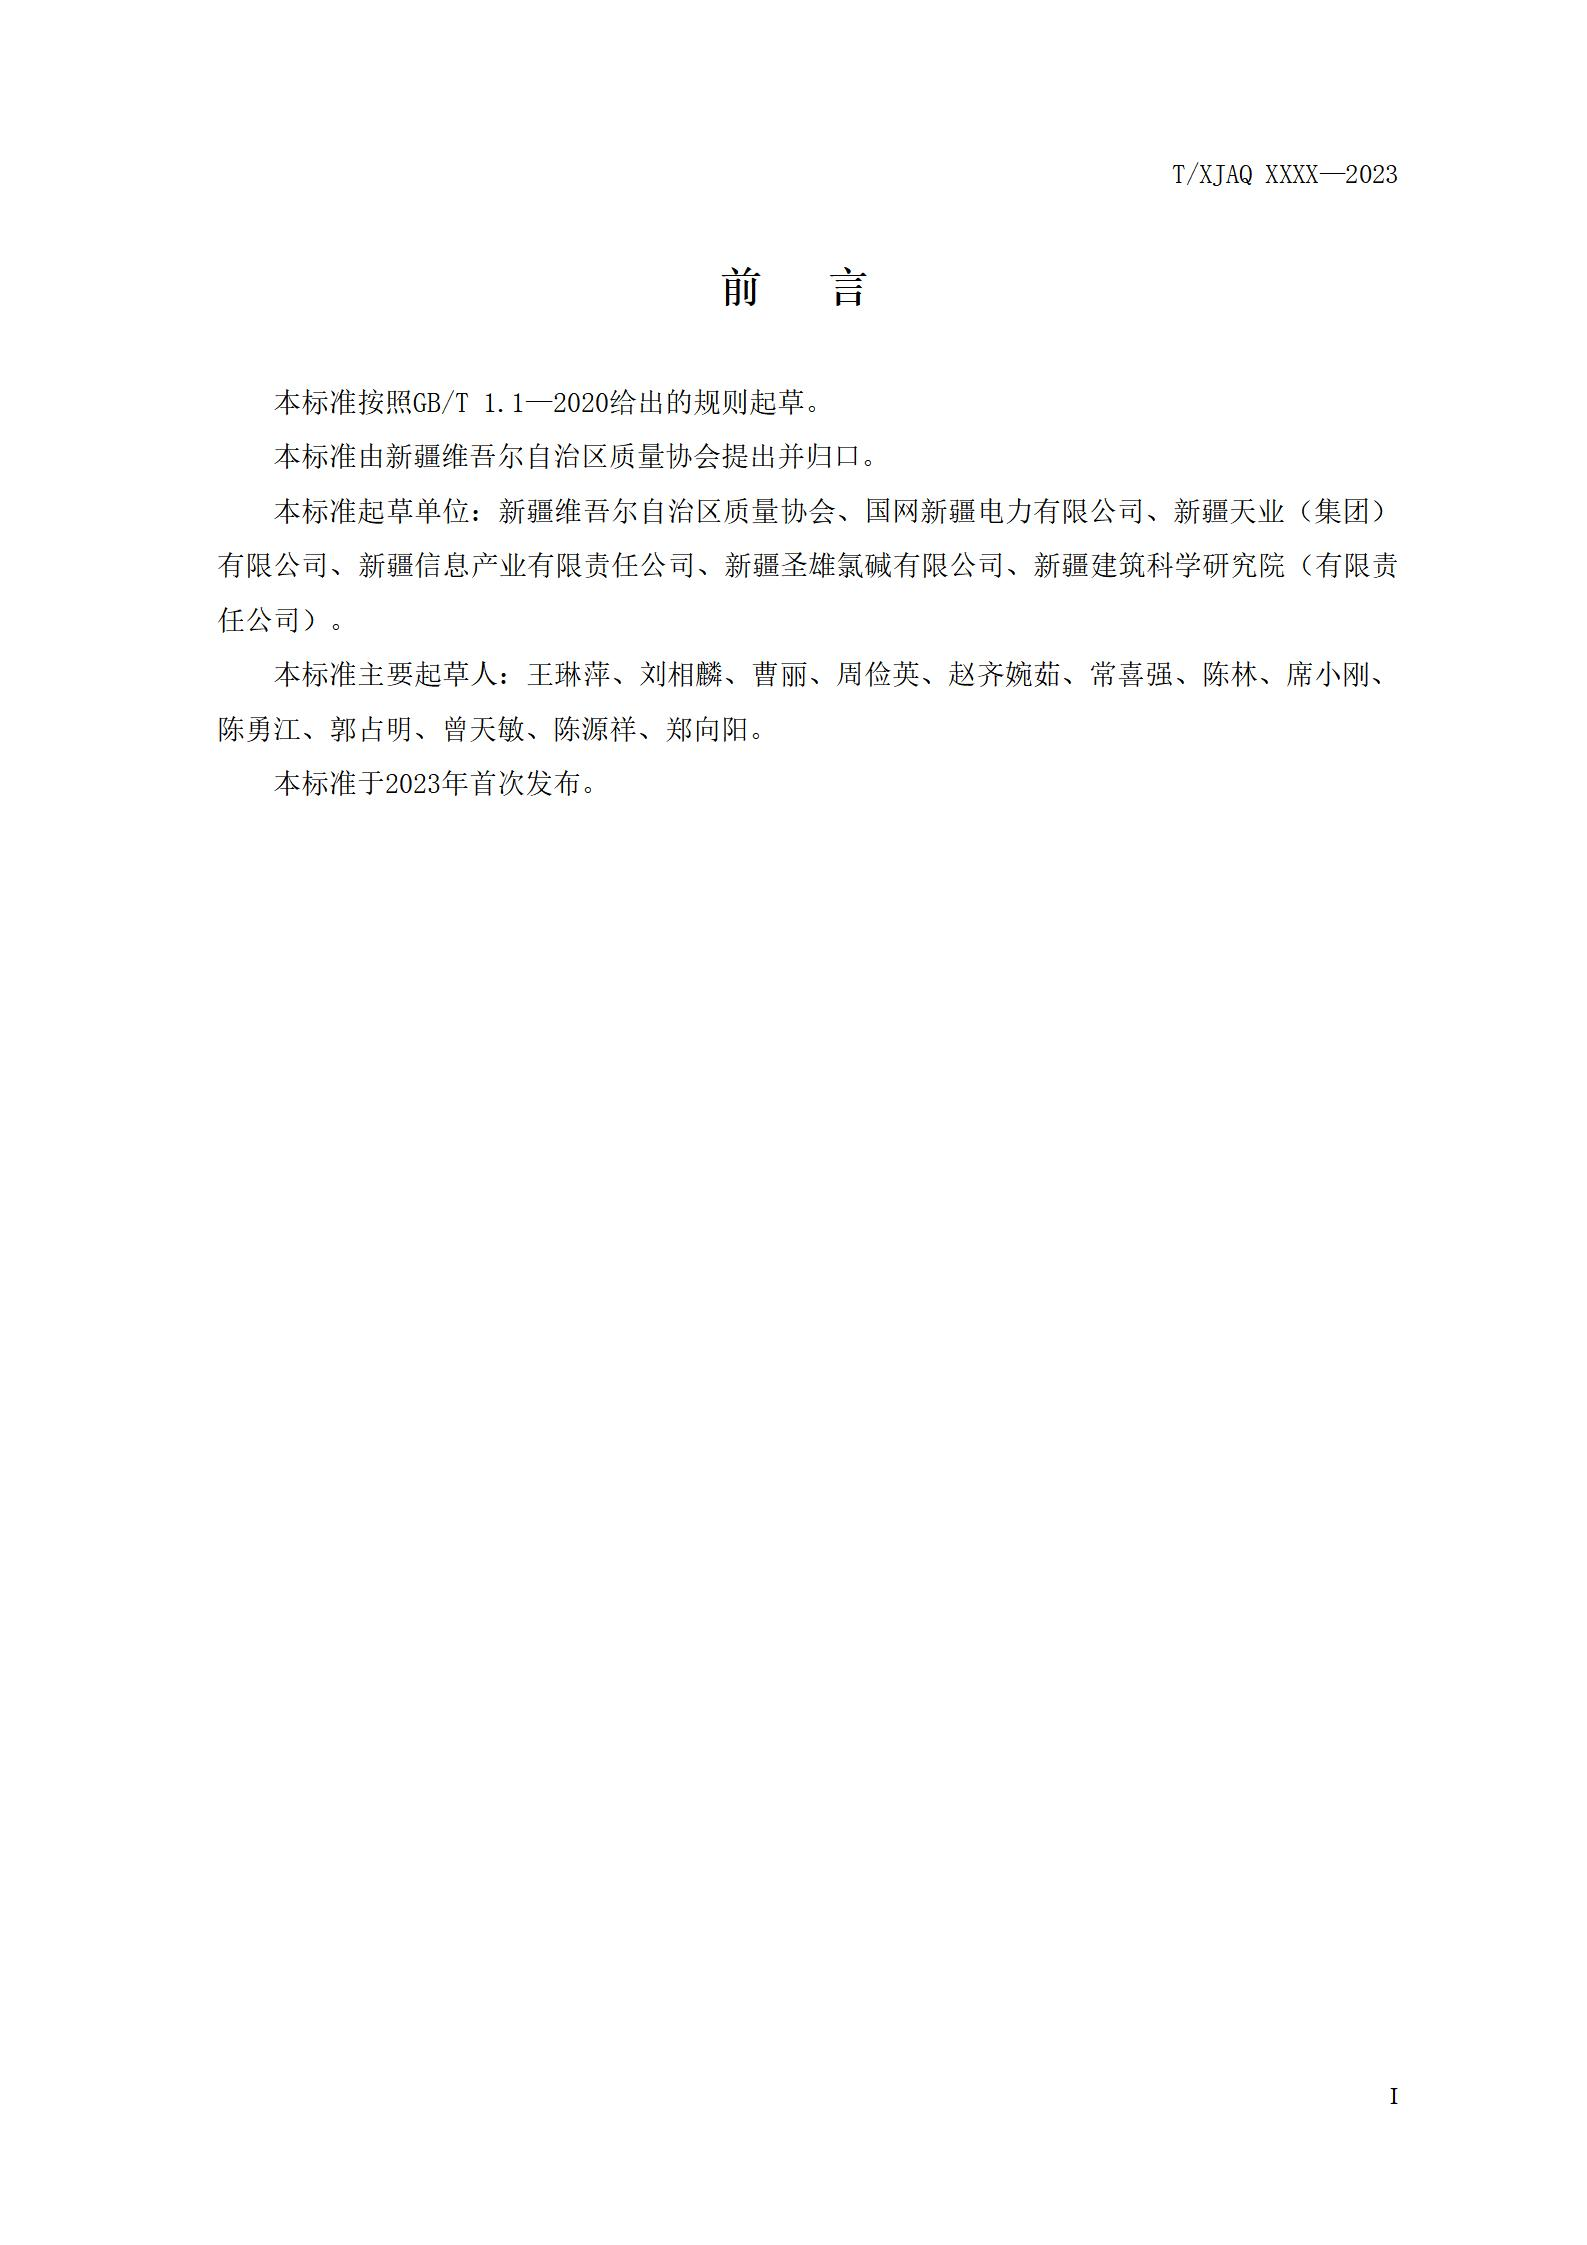 T/XJAQ XXXX—2023
前 言
本标准按照GB/T 1.1—2020给出的规则起草。
本标准由新疆维吾尔自治区质量协会提出并归口。
本标准起草单位：新疆维吾尔自治区质量协会、国网新疆电力有限公司、新疆天业（集团）
有限公司、新疆信息产业有限责任公司、新疆圣雄氯碱有限公司、新疆建筑科学研究院（有限责
任公司）。
本标准主要起草人：王琳萍、刘相麟、曹丽、周俭英、赵齐婉茹、常喜强、陈林、席小刚、
陈勇江、郭占明、曾天敏、陈源祥、郑向阳。
本标准于2023年首次发布。
I